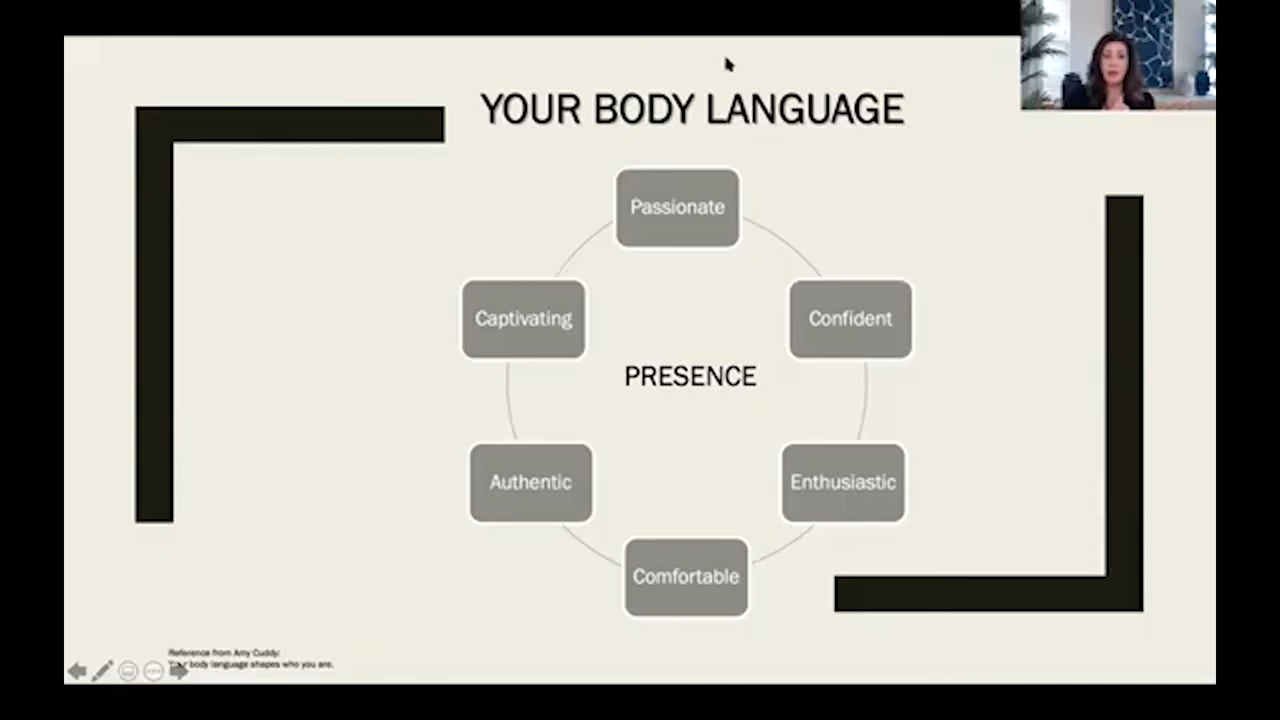 YOUR BODY LANGUAGE
Passionate
Captivating
Confident
PRESENCE
Authentic
Enthusiastic
Comfortable
Reference from Amy Cuddy:
Your body language shapes who you are.